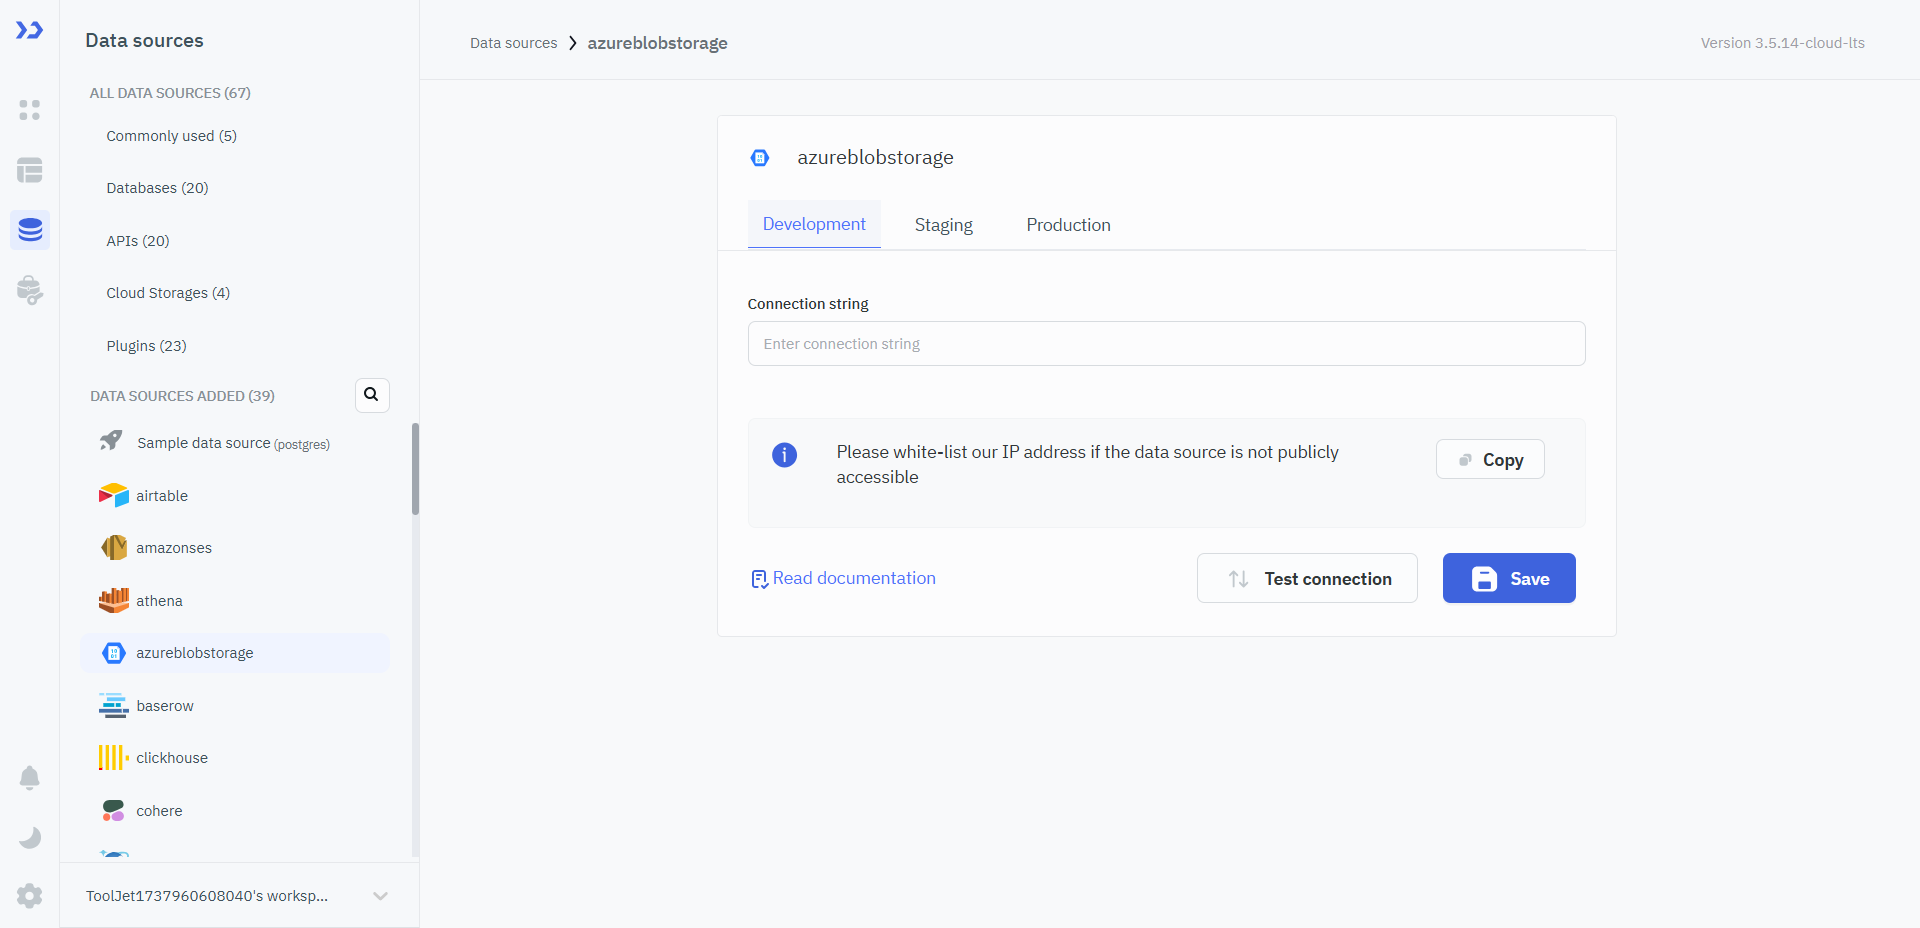 Data sources
ALL DATA SOURCES (67)
Commonly used (5)
Databases (20)
APIs (20)
Cloud Storages (4)
Plugins (23)
DATA SOURCES ADDED (39)
Sample data source (postgres)
airtable
amazonses
athena
azureblobstorage
baserow
clickhouse
cohere
ToolJet1737960608040's worksp...
Data sources
azureblobstorage
Version 3.5.14-cloud-lts
azureblobstorage
Development
Staging
Production
Connection string
Enter connection string
Please white-list our IP address if the data source is not publicly
accessible
Copy
Read documentation
Test connection
Save